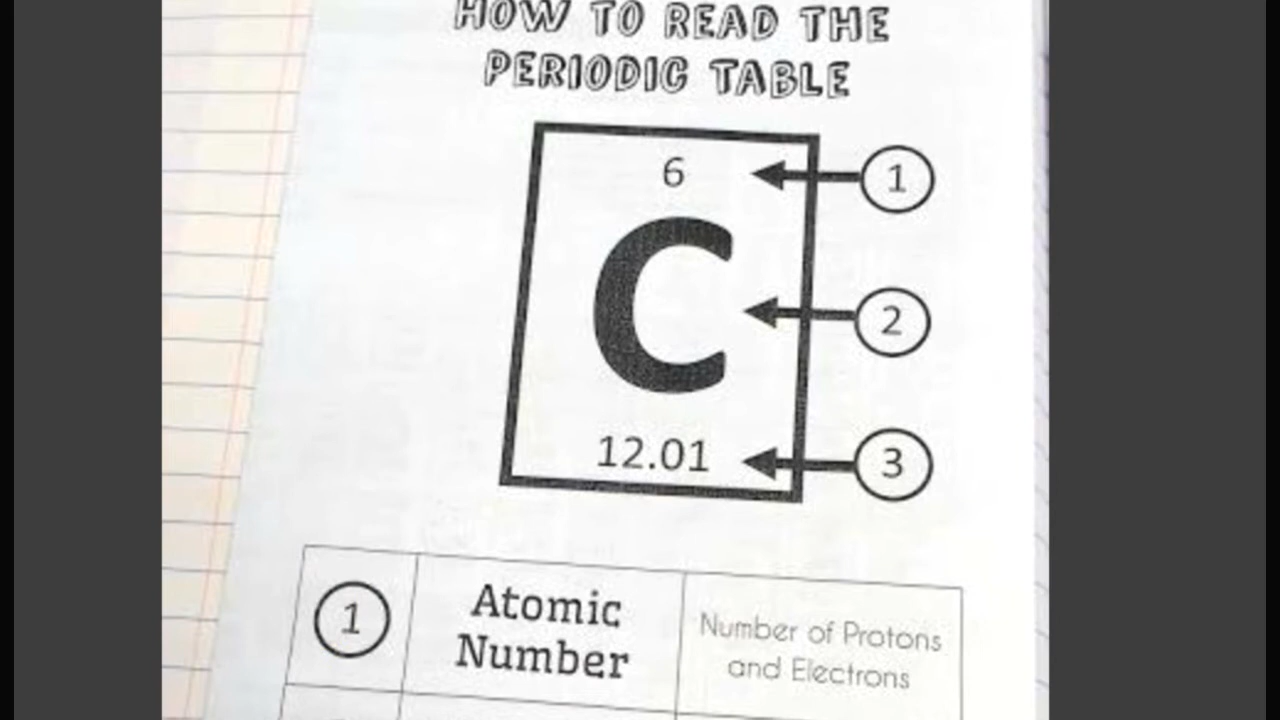 HOW TO READ THE
PERIODIC TABLE
6
1
C
2
12.01
3
1
Atomic
Number
Number of Protons
and Electrons